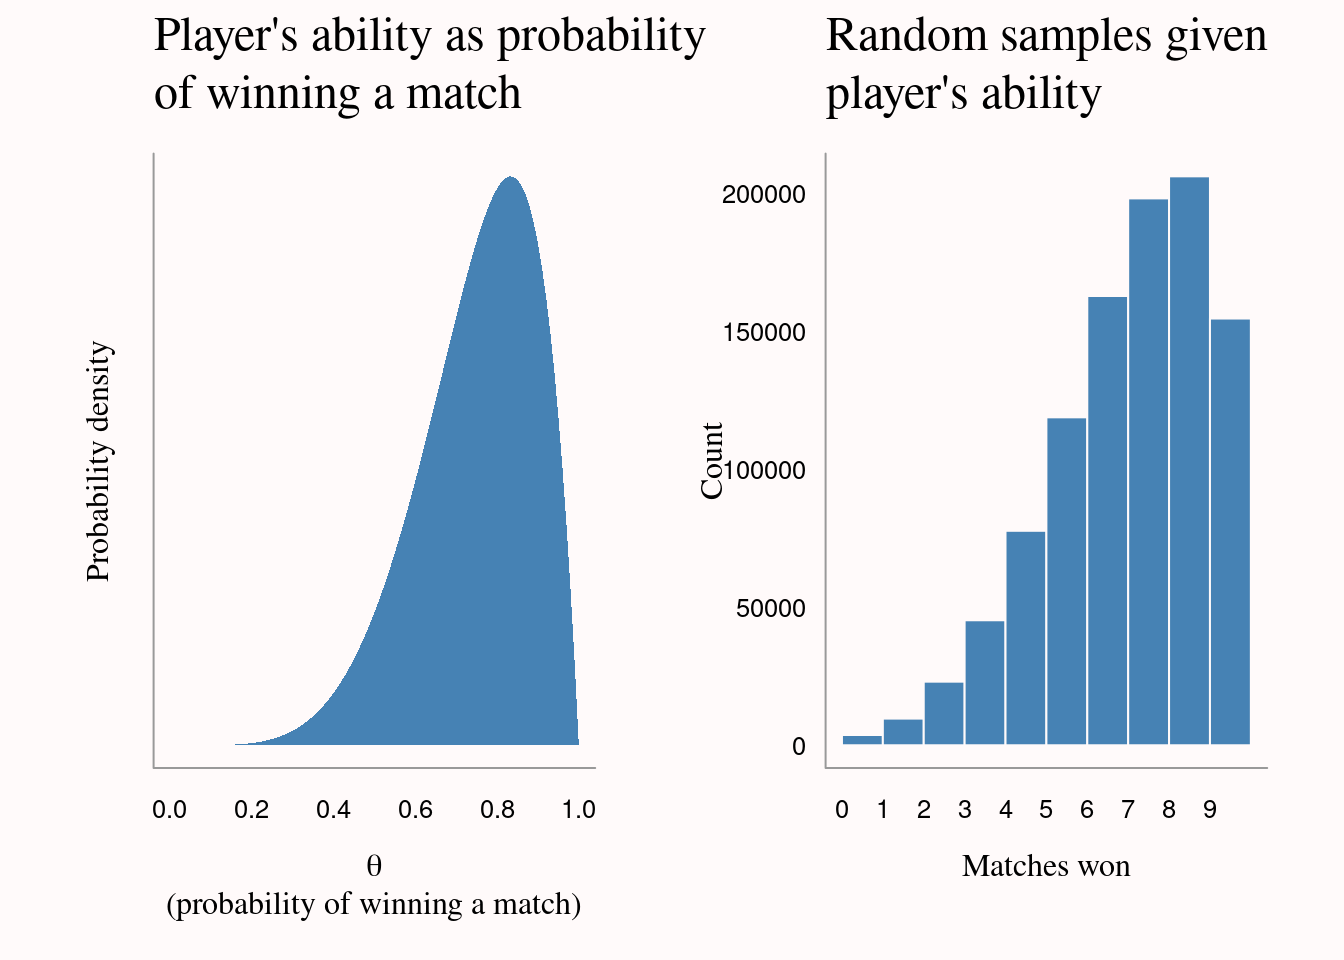 Player's ability as probability
of winning a match
Probability density
0.0 0.2 0.4 0.6 0.8 1.0
θ
(probability of winning a match)
Random samples given
player's ability
Count
200000
150000
100000
50000
0
0 1 2 3 4 5 6 7 8 9
Matches won